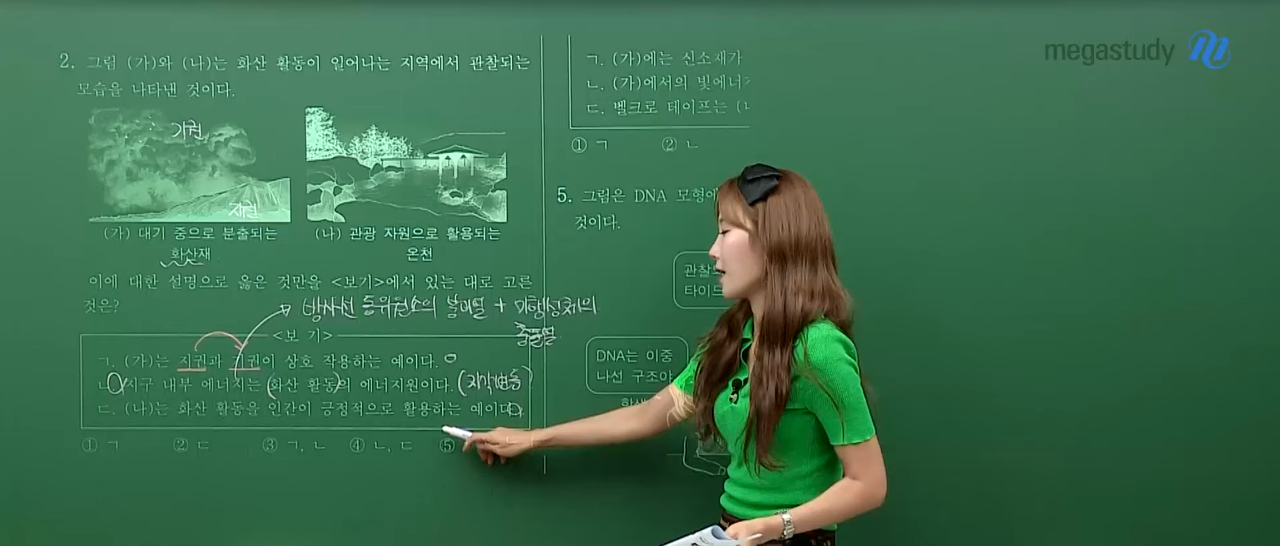 megastudy
2. 그림 (가)와 (나)는 화산 활동이 일어나는 지역에서 관찰되는
모습을 나타낸 것이다.
기권
지권
(가) 대기 중으로 분출되는
화산재
(나) 관광 자원으로 활용되는
온천
이에 대한 설명으로 옳은 것만을 <보기>에서 있는 대로 고른
것은?
방사선 동위원소의 붕괴열 + 미행성체의
충돌열
<보 기>
ㄱ. (가)는 지권과 기권이 상호 작용하는 예이다. O
ㄴ. 지구 내부 에너지는 (화산 활동)의 에너지원이다. (지각변동)
ㄷ. (나)는 화산 활동을 인간이 긍정적으로 활용하는 예이다.
① ㄱ ② ㄷ ③ ㄱ, ㄴ ④ ㄴ, ㄷ ⑤
ㄱ. (가)에는 신소재가
ㄴ. (가)에서의 빛에너지
ㄷ. 벨크로 테이프는 (나
① ㄱ ② ㄴ
5. 그림은 DNA 모형에
것이다.
관찰
타이드
DNA는 이중
나선 구조야
학생